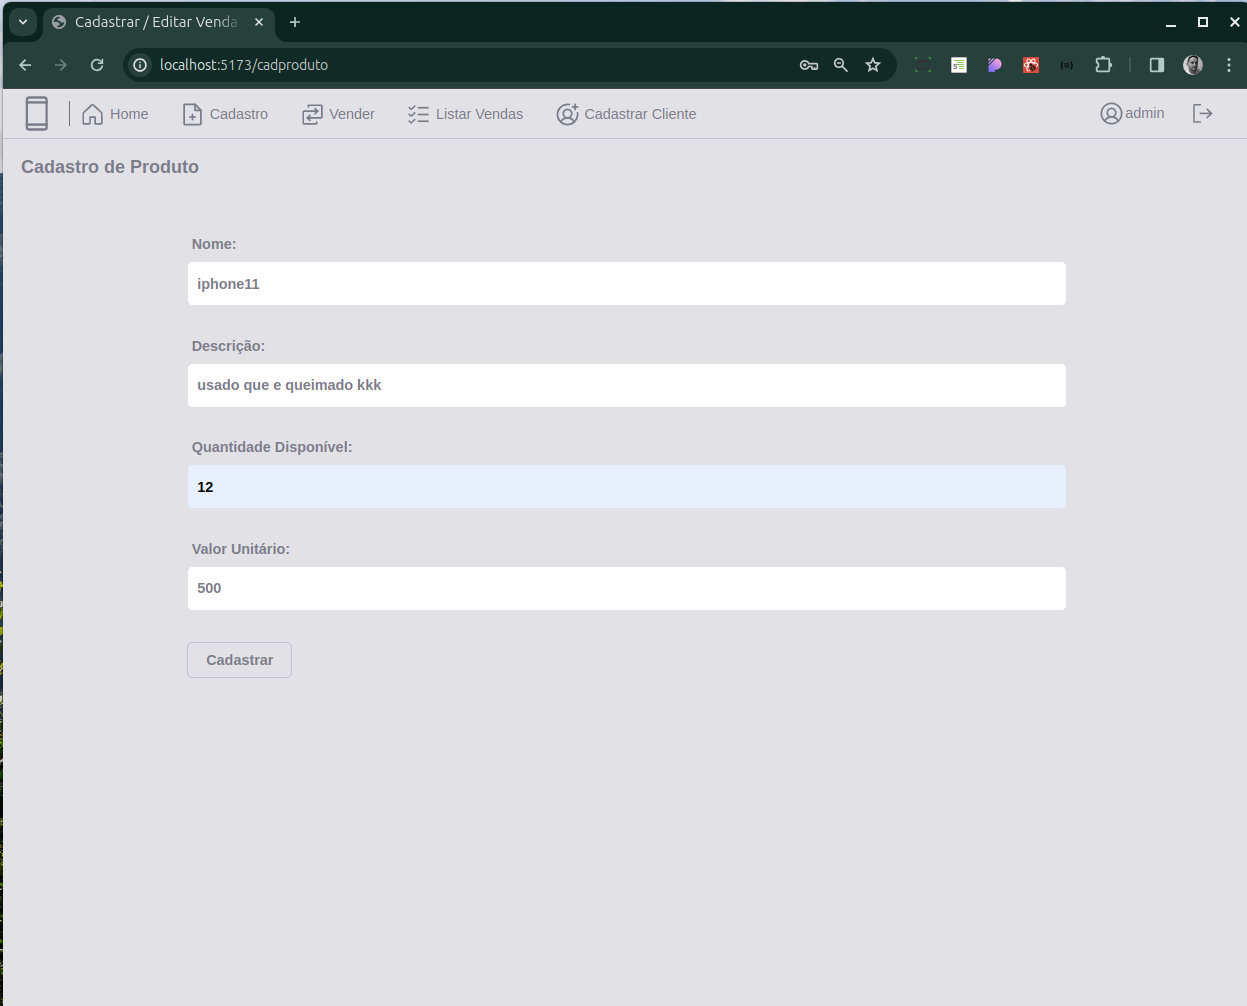 Cadastrar / Editar Venda
localhost:5173/cadproduto
Home Cadastro Vender Listar Vendas Cadastrar Cliente admin
Cadastro de Produto
Nome:
iphone11
Descrição:
usado que e queimado kkk
Quantidade Disponível:
12
Valor Unitário:
500
Cadastrar